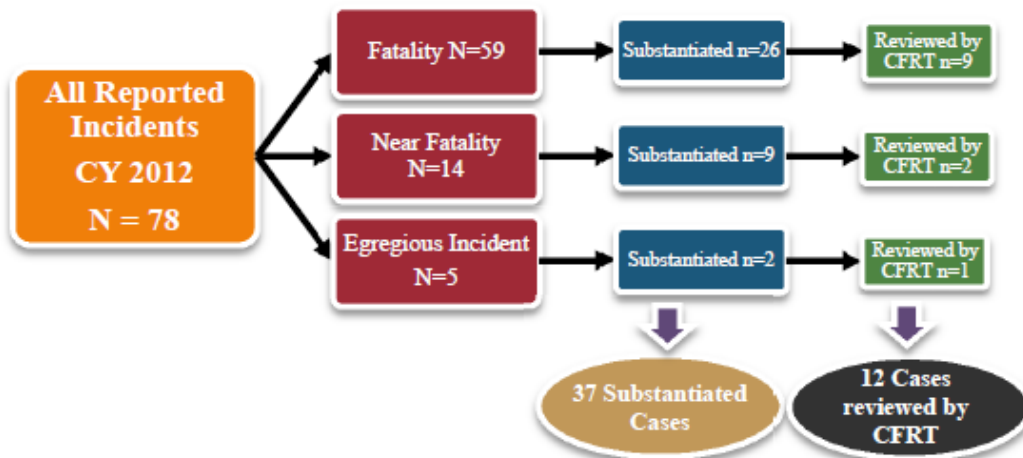 All Reported
Incidents
CY 2012
N = 78
Fatality N=59
Substantiated n=26
Reviewed by
CFRT n=9
Near Fatality
N=14
Substantiated n=9
Reviewed by
CFRT n=2
Egregious Incident
N=5
Substantiated n=2
Reviewed by
CFRT n=1
37 Substantiated
Cases
12 Cases
reviewed by
CFRT